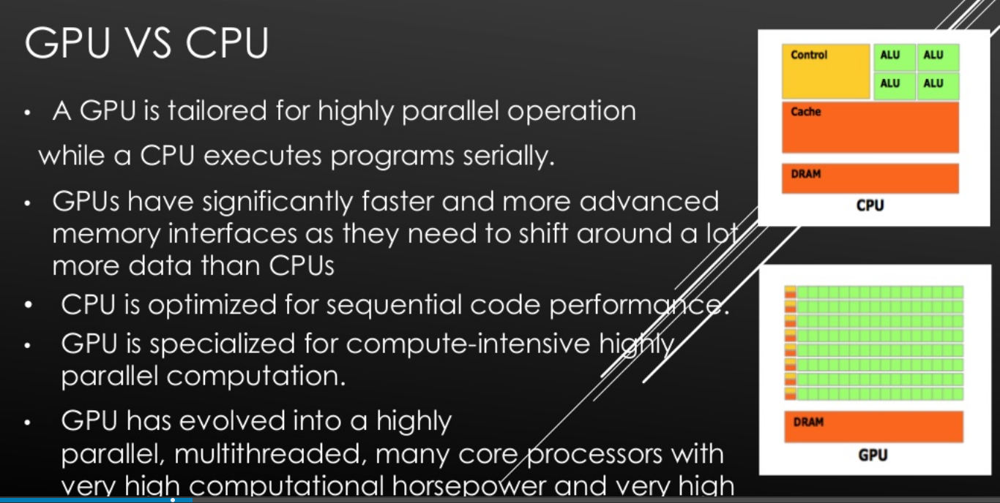 GPU VS CPU
• A GPU is tailored for highly parallel operation
while a CPU executes programs serially.
• GPUs have significantly faster and more advanced
memory interfaces as they need to shift around a lot
more data than CPUs
• CPU is optimized for sequential code performance.
• GPU is specialized for compute-intensive highly
parallel computation.
• GPU has evolved into a highly
parallel, multithreaded, many core processors with
very high computational horsepower and very high
Control
ALU ALU
ALU ALU
Cache
DRAM
CPU
DRAM
GPU